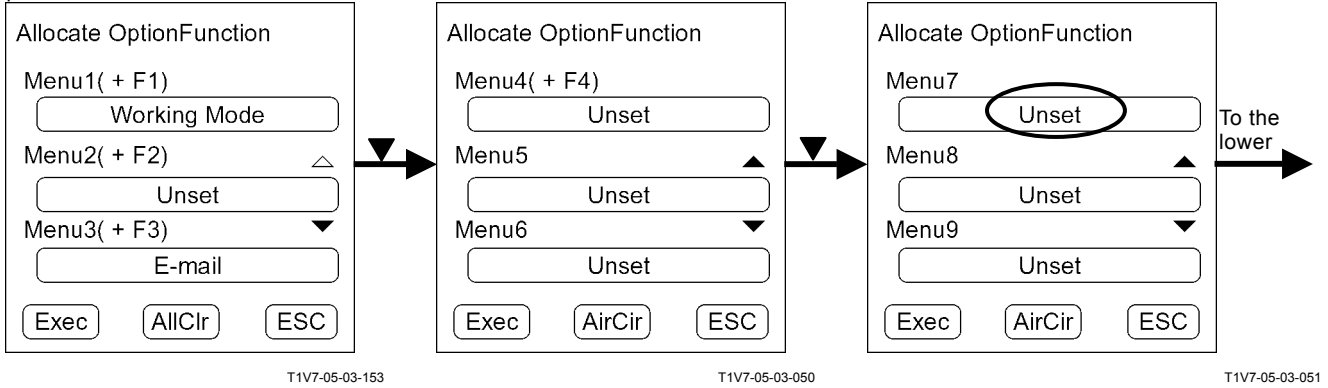 Allocate OptionFunction
Menu1( + F1)
Working Mode
Menu2( + F2)
Unset
Menu3( + F3)
E-mail
Exec AllClr ESC
T1V7-05-03-153
Allocate OptionFunction
Menu4( + F4)
Unset
Menu5
Unset
Menu6
Unset
Exec AirCir ESC
T1V7-05-03-050
Allocate OptionFunction
Menu7
Unset
Menu8
Unset
Menu9
Unset
Exec AirCir ESC
To the
lower
T1V7-05-03-051